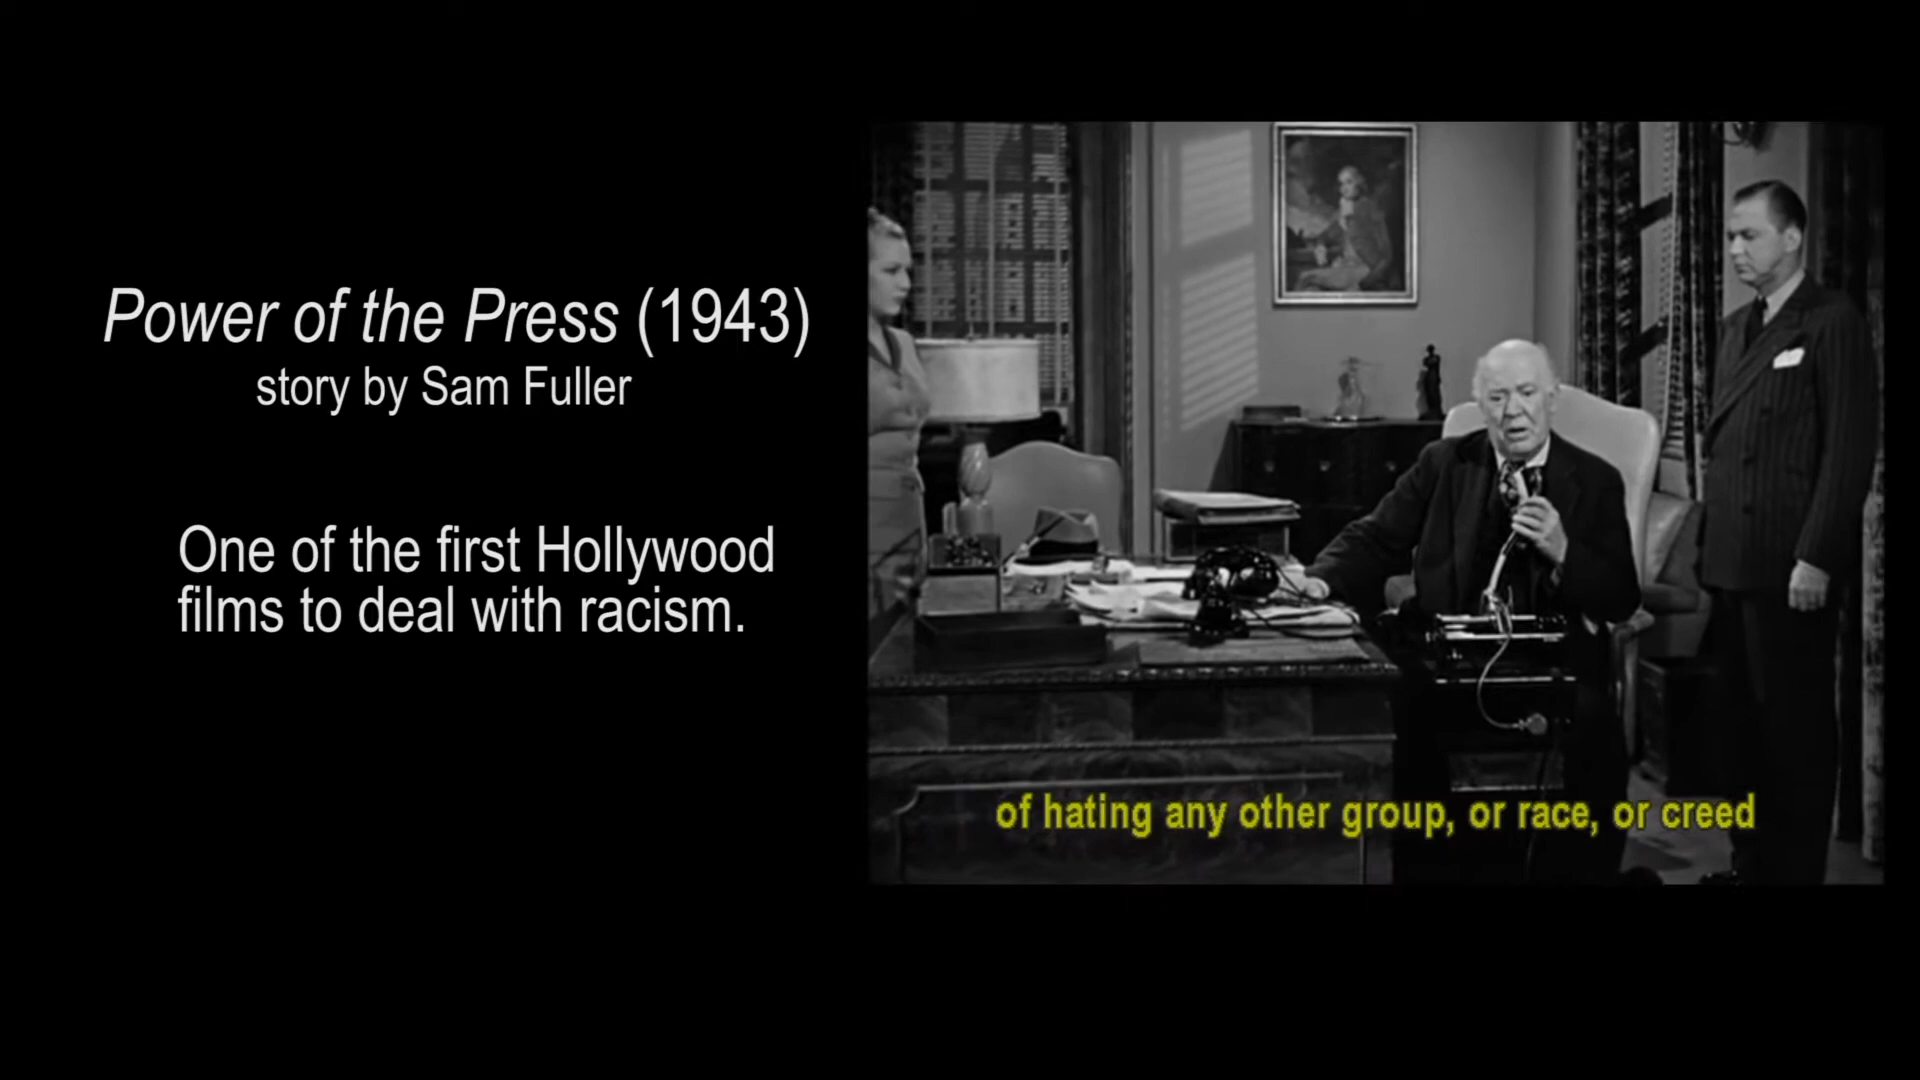 Power of the Press (1943)
story by Sam Fuller
One of the first Hollywood
films to deal with racism.
of hating any other group, or race, or creed